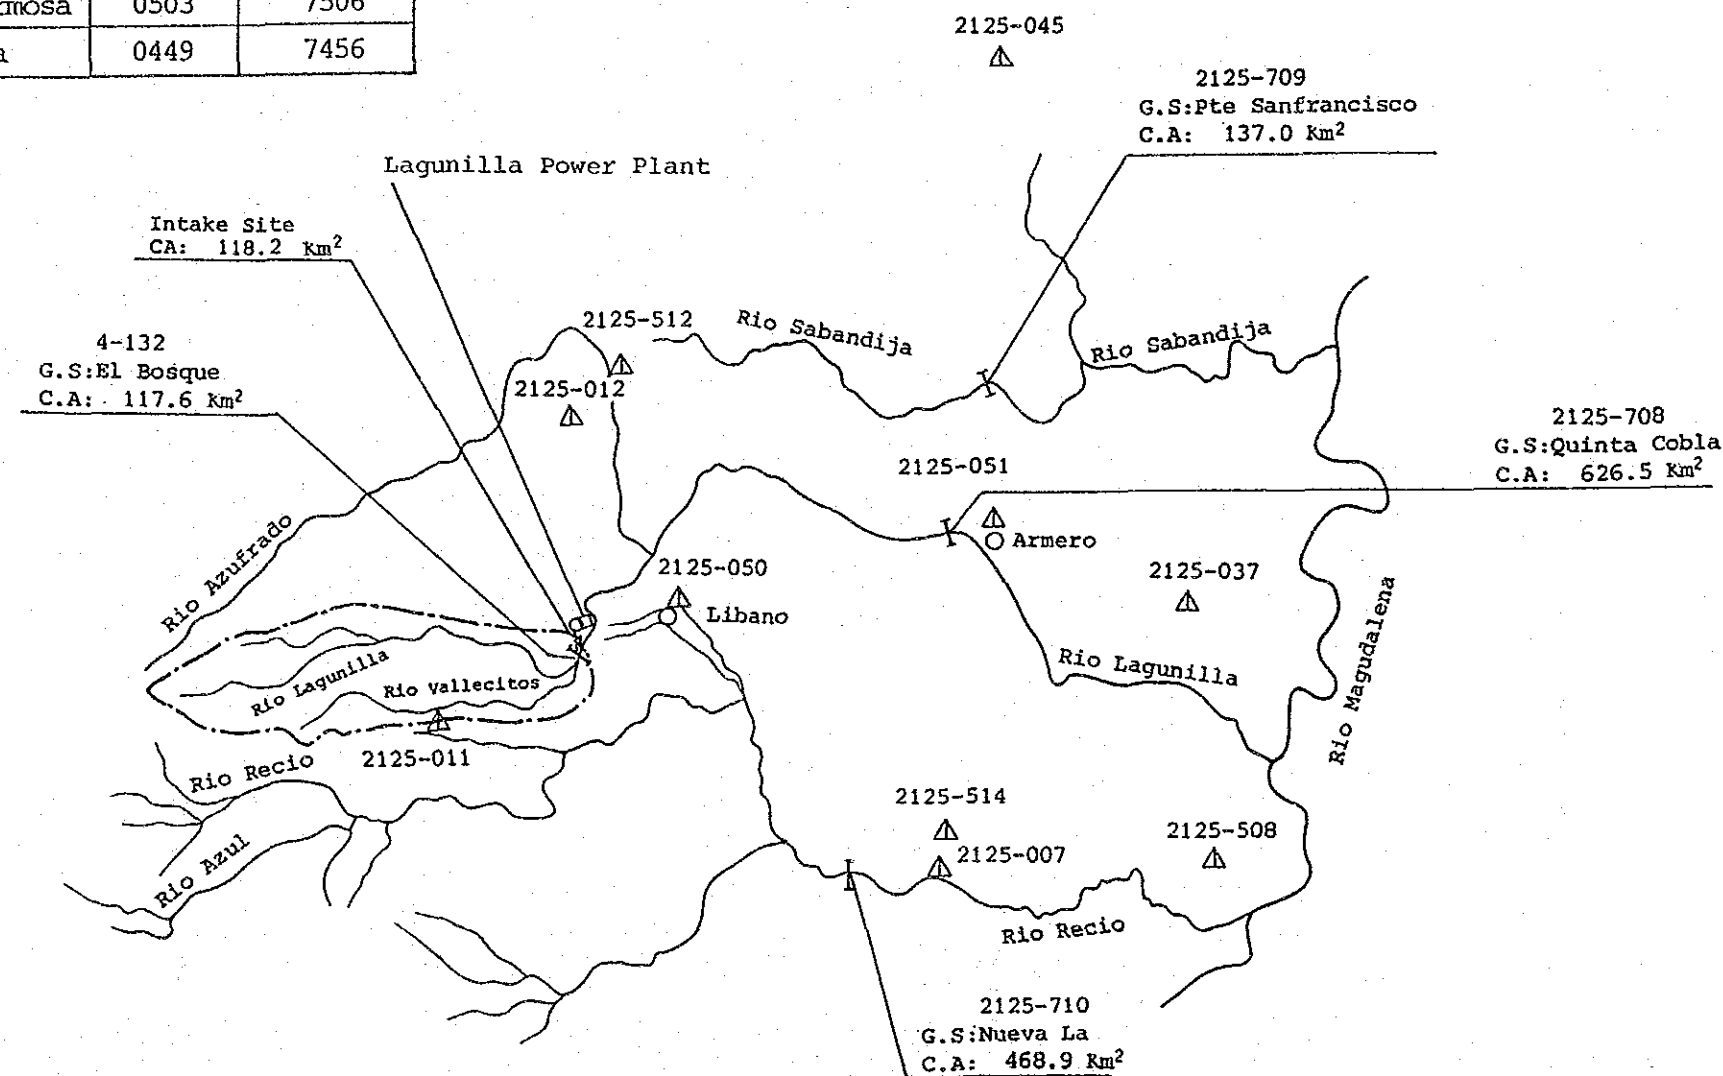 0503 7506
a 0449 7456
2125-045
2125-709
G.S:Pte Sanfrancisco
C.A: 137.0 Km²
Lagunilla Power Plant
Intake Site
CA: 118.2 Km²
4-132
G.S:El Bosque
C.A: 117.6 Km²
2125-512
Rio Sabandija
Rio Sabandija
2125-012
2125-708
G.S:Quinta Cobla
C.A: 626.5 Km²
2125-051
Armero
Rio Azufrado
2125-050
Libano
2125-037
Rio Magudalena
Rio Lagunilla
Rio Lagunilla
Rio Vallecitos
2125-011
Rio Recio
2125-514
2125-508
2125-007
Rio Azul
Rio Recio
2125-710
G.S:Nueva La
C.A: 468.9 Km²